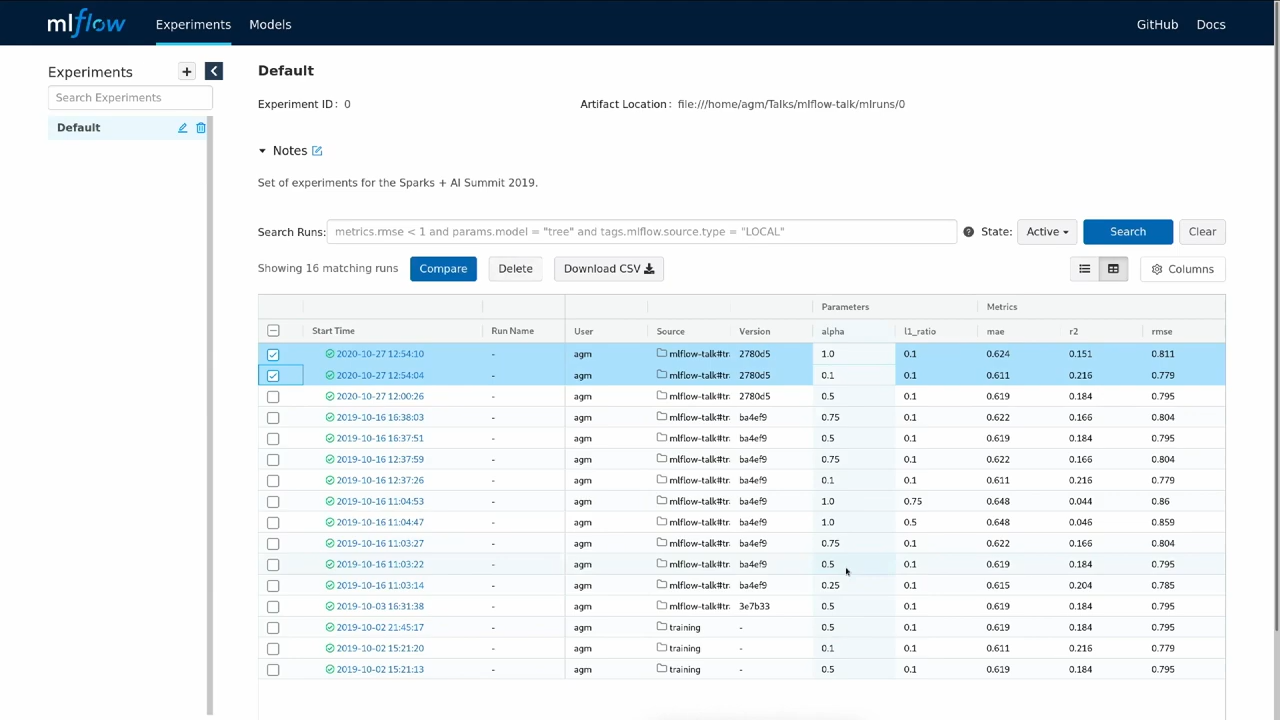 mlflow Experiments Models GitHub Docs
Experiments +
Search Experiments
Default
Default
Experiment ID: 0 Artifact Location: file:///home/agm/Talks/mlflow-talk/mlruns/0
Notes
Set of experiments for the Sparks + AI Summit 2019.
Search Runs: metrics.rmse < 1 and params.model = "tree" and tags.mlflow.source.type = "LOCAL" ? State: Active Search Clear
Showing 16 matching runs Compare Delete Download CSV Columns
Parameters Metrics
Start Time Run Name User Source Version alpha l1_ratio mae r2 rmse
2020-10-27 12:54:10 - agm mlflow-talk#tr 2780d5 1.0 0.1 0.624 0.151 0.811
2020-10-27 12:54:04 - agm mlflow-talk#tr 2780d5 0.1 0.1 0.611 0.216 0.779
2020-10-27 12:00:26 - agm mlflow-talk#tr 2780d5 0.5 0.1 0.619 0.184 0.795
2019-10-16 16:38:03 - agm mlflow-talk#tr ba4ef9 0.75 0.1 0.622 0.166 0.804
2019-10-16 16:37:51 - agm mlflow-talk#tr ba4ef9 0.5 0.1 0.619 0.184 0.795
2019-10-16 12:37:59 - agm mlflow-talk#tr ba4ef9 0.75 0.1 0.622 0.166 0.804
2019-10-16 12:37:26 - agm mlflow-talk#tr ba4ef9 0.1 0.1 0.611 0.216 0.779
2019-10-16 11:04:53 - agm mlflow-talk#tr ba4ef9 1.0 0.75 0.648 0.044 0.86
2019-10-16 11:04:47 - agm mlflow-talk#tr ba4ef9 1.0 0.5 0.648 0.046 0.859
2019-10-16 11:03:27 - agm mlflow-talk#tr ba4ef9 0.75 0.1 0.622 0.166 0.804
2019-10-16 11:03:22 - agm mlflow-talk#tr ba4ef9 0.5 0.1 0.619 0.184 0.795
2019-10-16 11:03:14 - agm mlflow-talk#tr ba4ef9 0.25 0.1 0.615 0.204 0.785
2019-10-03 16:31:38 - agm mlflow-talk#tr 3e7b33 0.5 0.1 0.619 0.184 0.795
2019-10-02 21:45:17 - agm training - 0.5 0.1 0.619 0.184 0.795
2019-10-02 15:21:20 - agm training - 0.1 0.1 0.611 0.216 0.779
2019-10-02 15:21:13 - agm training - 0.5 0.1 0.619 0.184 0.795